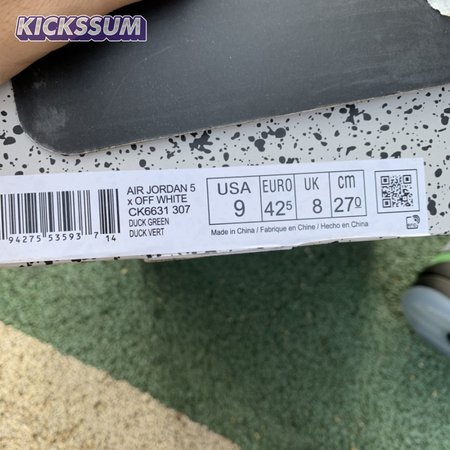 KICKSSUM
AIR JORDAN 5
x OFF WHITE
CK6631 307
DUCK GREEN
DUCK VERT
94275 53593 7 14
USA EURO UK cm
9 42 5 8 27 0
Made in China / Fabrique en Chine / Hecho en China